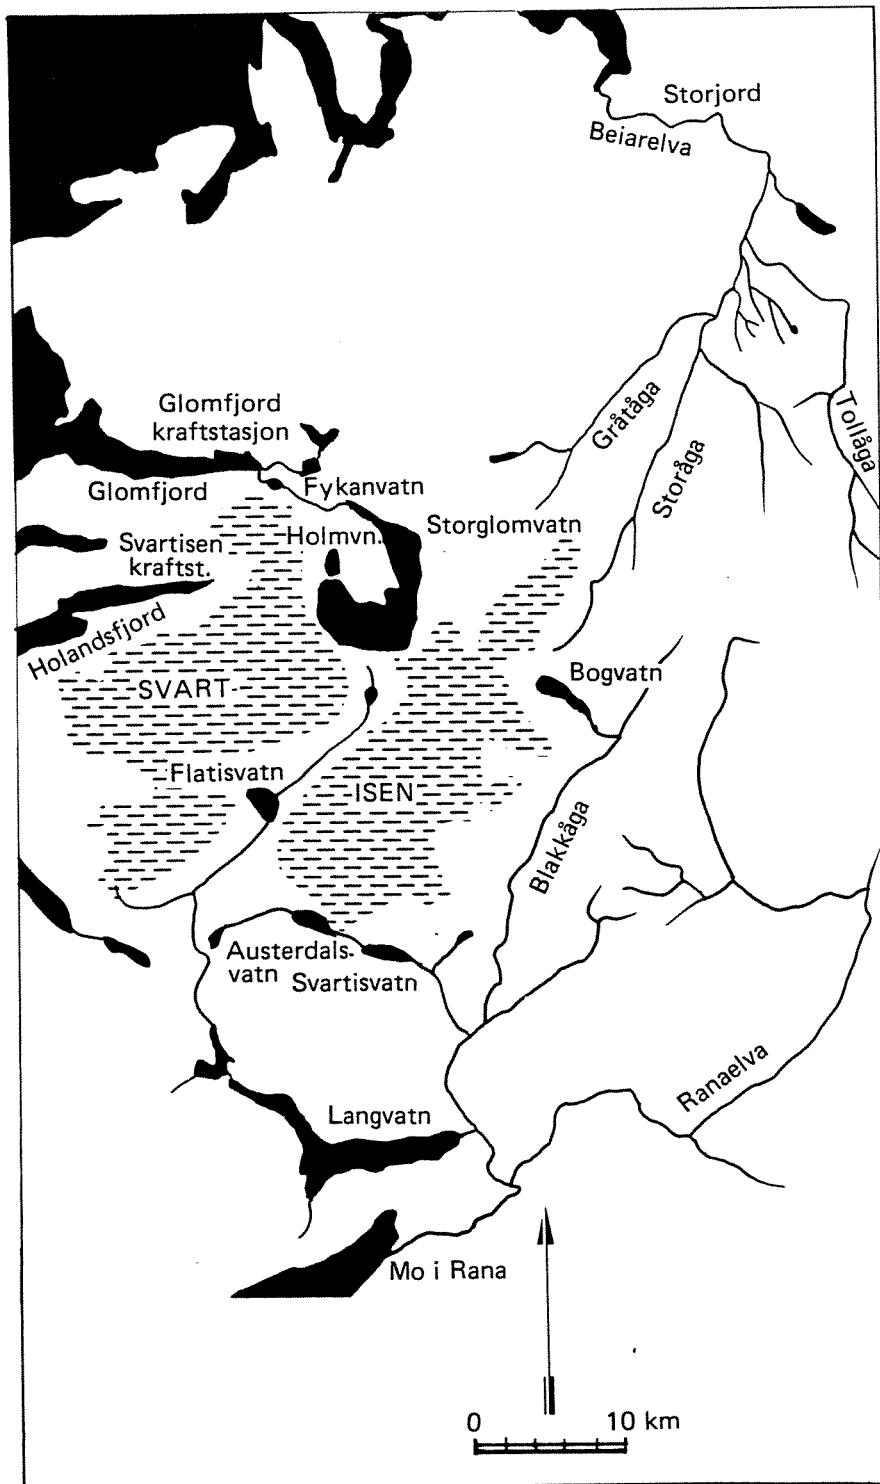 Storjord
Beiarelva
Glomfjord
kraftstasjon
Gråtåga
Tollåga
Storåga
Glomfjord
Fykanvatn
Svartisen
kraftst.
Holmvn.
Storglomvatn
Holandsfjord
SVART-
Bogvatn
Flatisvatn
ISEN
Blakkåga
Austerdals-
vatn
Svartisvatn
Ranaelva
Langvatn
Mo i Rana
0 10 km